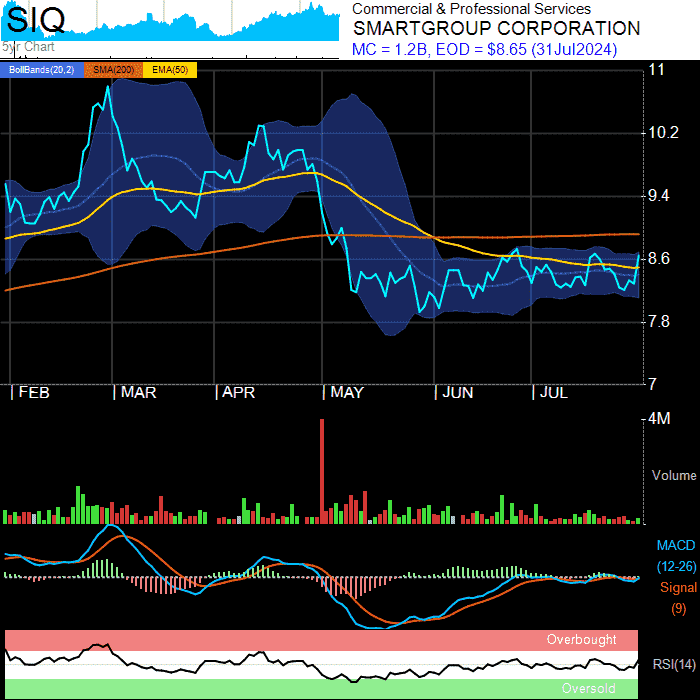 SIQ
5yr Chart
Commercial & Professional Services
SMARTGROUP CORPORATION
MC = 1.2B, EOD = $8.65 (31Jul2024)
BollBands(20,2) SMA(200) EMA(50)
11
10.2
9.4
8.6
7.8
7
FEB MAR APR MAY JUN JUL
4M
Volume
MACD
(12-26)
Signal
(9)
Overbought
RSI(14)
Oversold